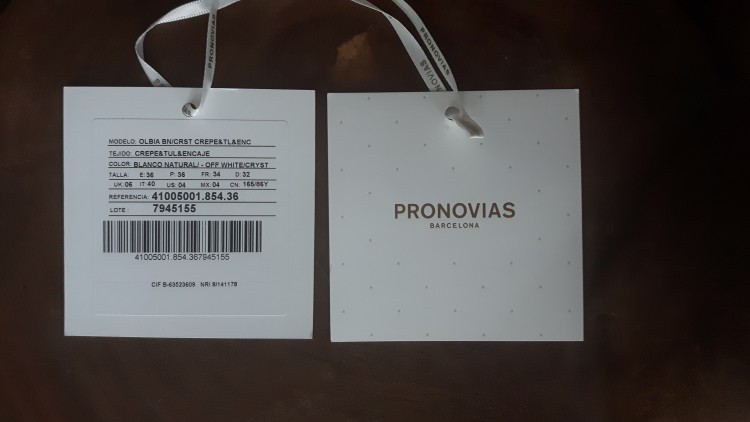 PRONOVIAS
PRONOVIAS
PRONOVIAS
MODELO: OLBIA BN/CRST CREPE&TL&ENC
TEJIDO: CREPE&TUL&ENCAJE
COLOR: BLANCO NATURAL/ - OFF WHITE/CRYST
TALLA: E: 36 P: 36 FR: 34 D: 32
UK: 06 IT: 40 US: 04 MX: 04 CN: 165/86Y
REFERENCIA: 41005001.854.36
LOTE : 7945155
41005001.854.367945155
CIF B-63523609 NRI 8/141178
PRONOVIAS
BARCELONA